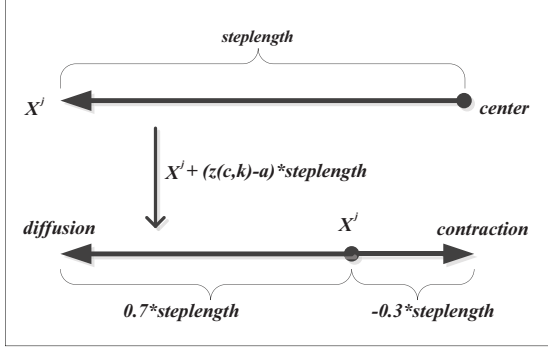 steplength
X^j
center
X^j + (z(c,k)-a)*steplength
diffusion
X^j
contraction
0.7*steplength
-0.3*steplength